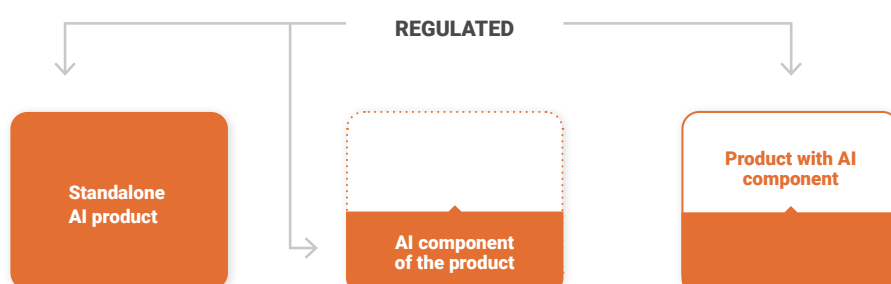 REGULATED
Standalone
AI product
AI component
of the product
Product with AI
component